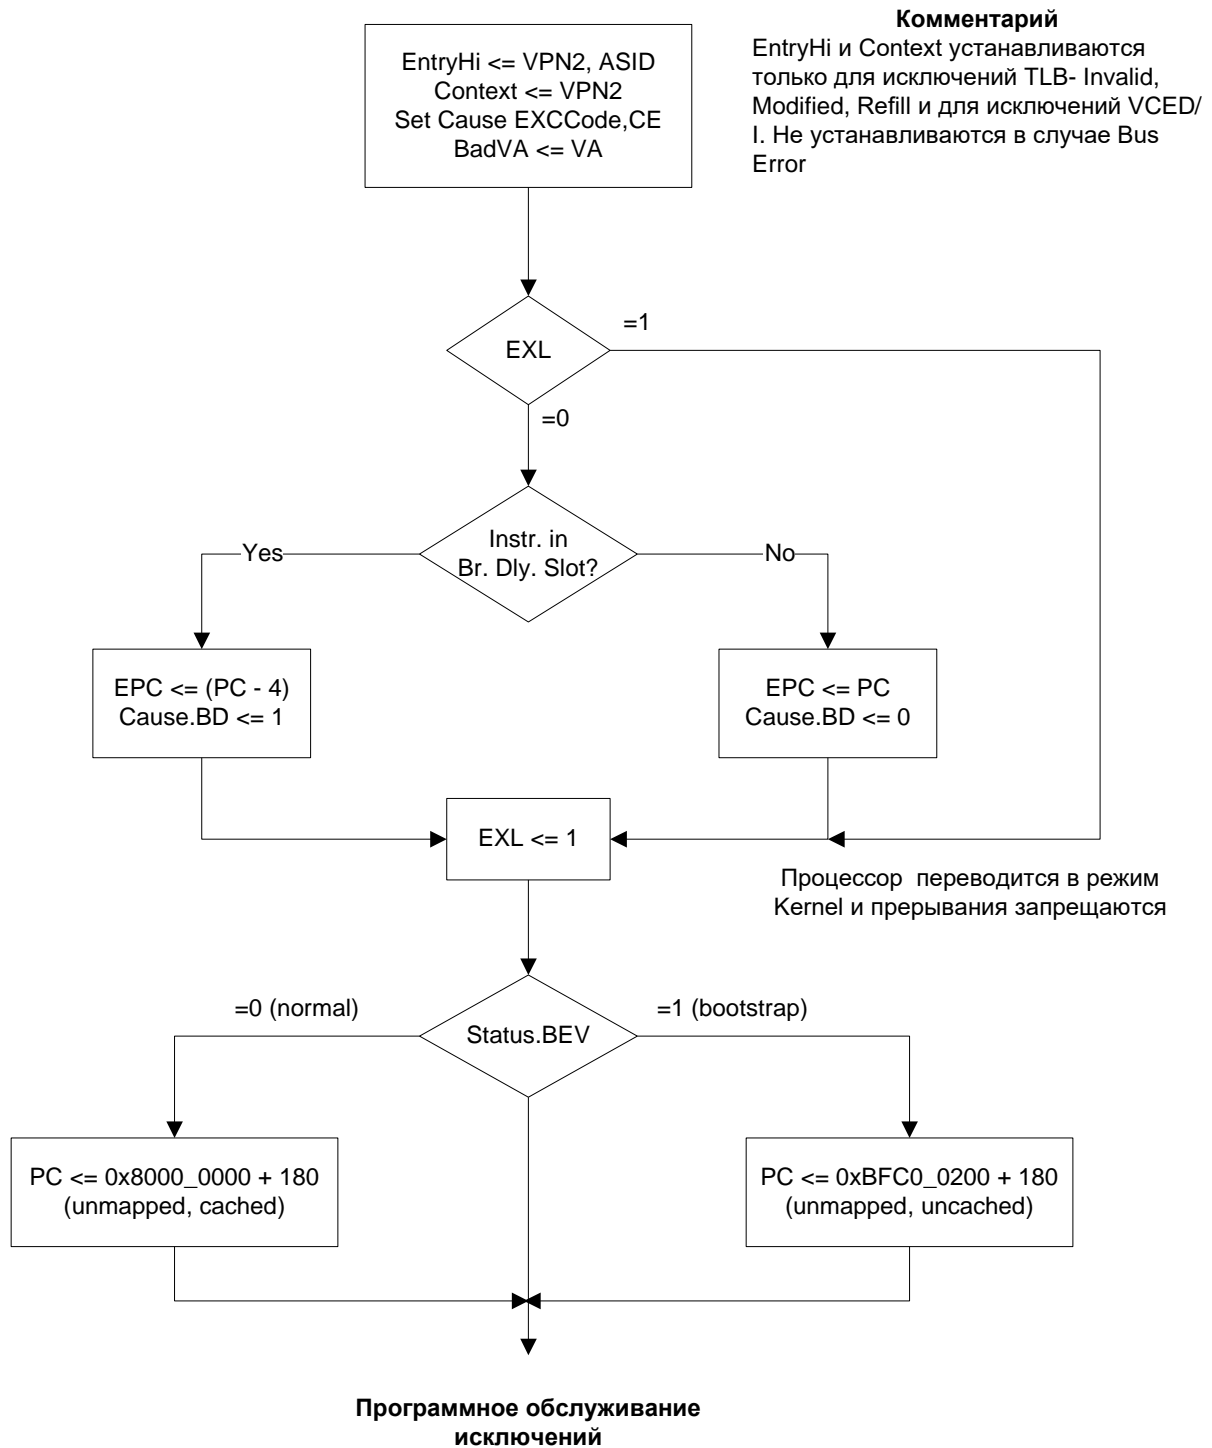 Комментарий
EntryHi и Context устанавливаются
только для исключений TLB- Invalid,
Modified, Refill и для исключений VCED/
I. Не устанавливаются в случае Bus
Error
EntryHi <= VPN2, ASID
Context <= VPN2
Set Cause EXCCode,CE
BadVA <= VA
=1
EXL
=0
Instr. in
Br. Dly. Slot?
Yes
No
EPC <= (PC - 4)
Cause.BD <= 1
EPC <= PC
Cause.BD <= 0
EXL <= 1
Процессор  переводится в режим
Kernel и прерывания запрещаются
=0 (normal)
=1 (bootstrap)
Status.BEV
PC <= 0x8000_0000 + 180
(unmapped, cached)
PC <= 0xBFC0_0200 + 180
(unmapped, uncached)
Программное обслуживание
исключений